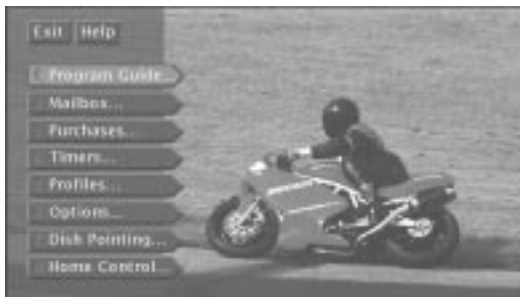 Exit Help
Program Guide...
Mailbox...
Purchases...
Timers...
Profiles...
Options...
Dish Pointing...
Home Control...